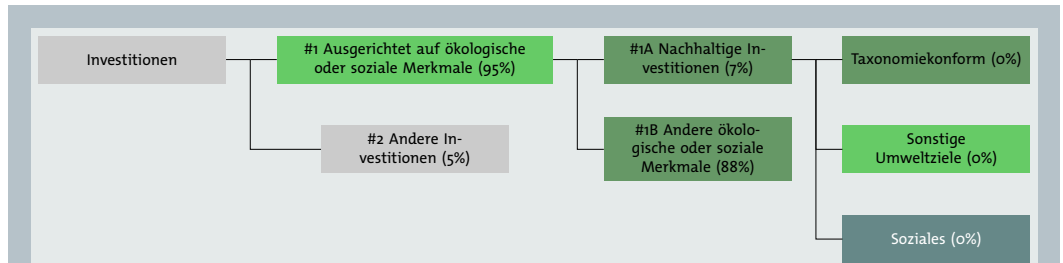 Investitionen
#1 Ausgerichtet auf ökologische
oder soziale Merkmale (95%)
#1A Nachhaltige In-
vestitionen (7%)
Taxonomiekonform (0%)
#2 Andere In-
vestitionen (5%)
#1B Andere ökolo-
gische oder soziale
Merkmale (88%)
Sonstige
Umweltziele (0%)
Soziales (0%)